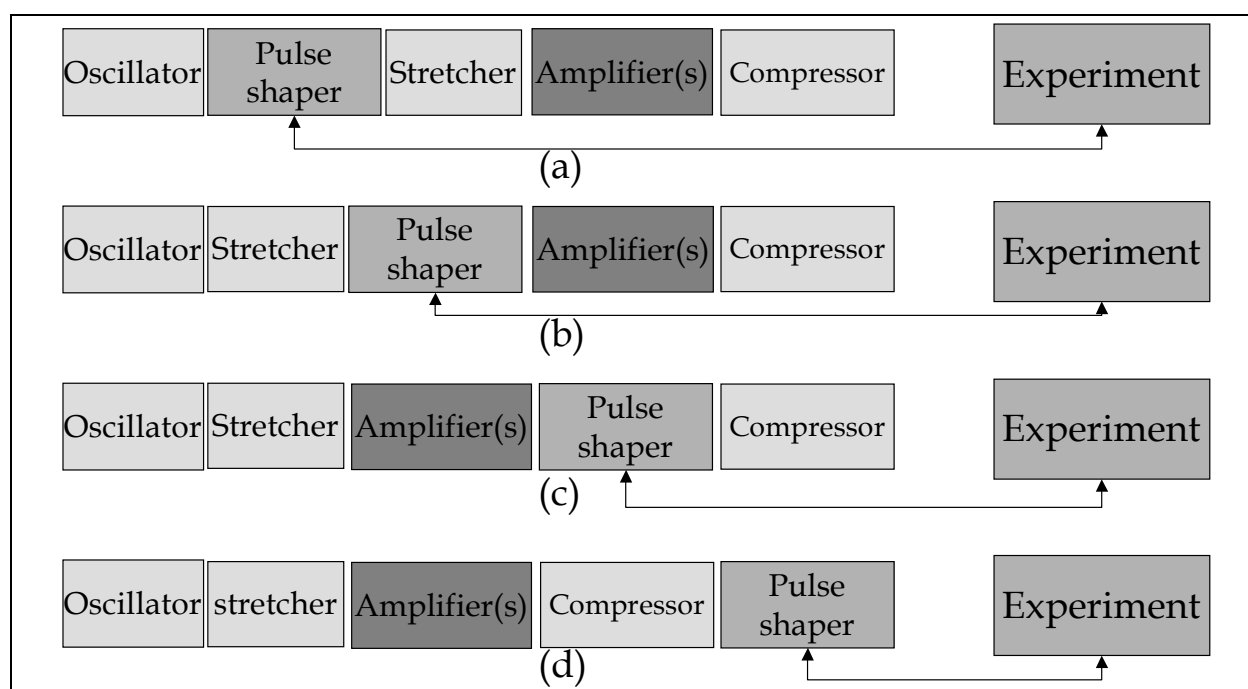 Oscillator Pulse shaper Stretcher Amplifier(s) Compressor Experiment
(a)
Oscillator Stretcher Pulse shaper Amplifier(s) Compressor Experiment
(b)
Oscillator Stretcher Amplifier(s) Pulse shaper Compressor Experiment
(c)
Oscillator stretcher Amplifier(s) Compressor Pulse shaper Experiment
(d)